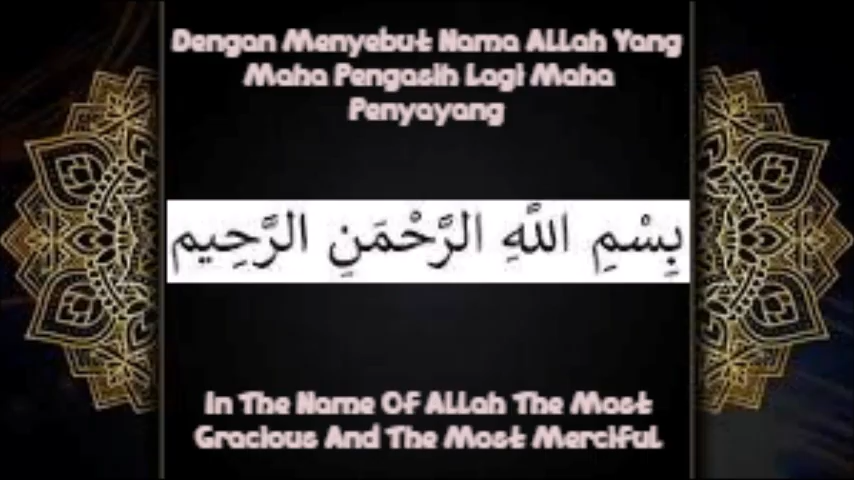 Dengan Menyebut Nama Allah Yang
Maha Pengasih Lagi Maha
Penyayang
بِسْمِ اللَّهِ الرَّحْمَنِ الرَّحِيم
In The Name Of Allah The Most
Gracious And The Most Merciful